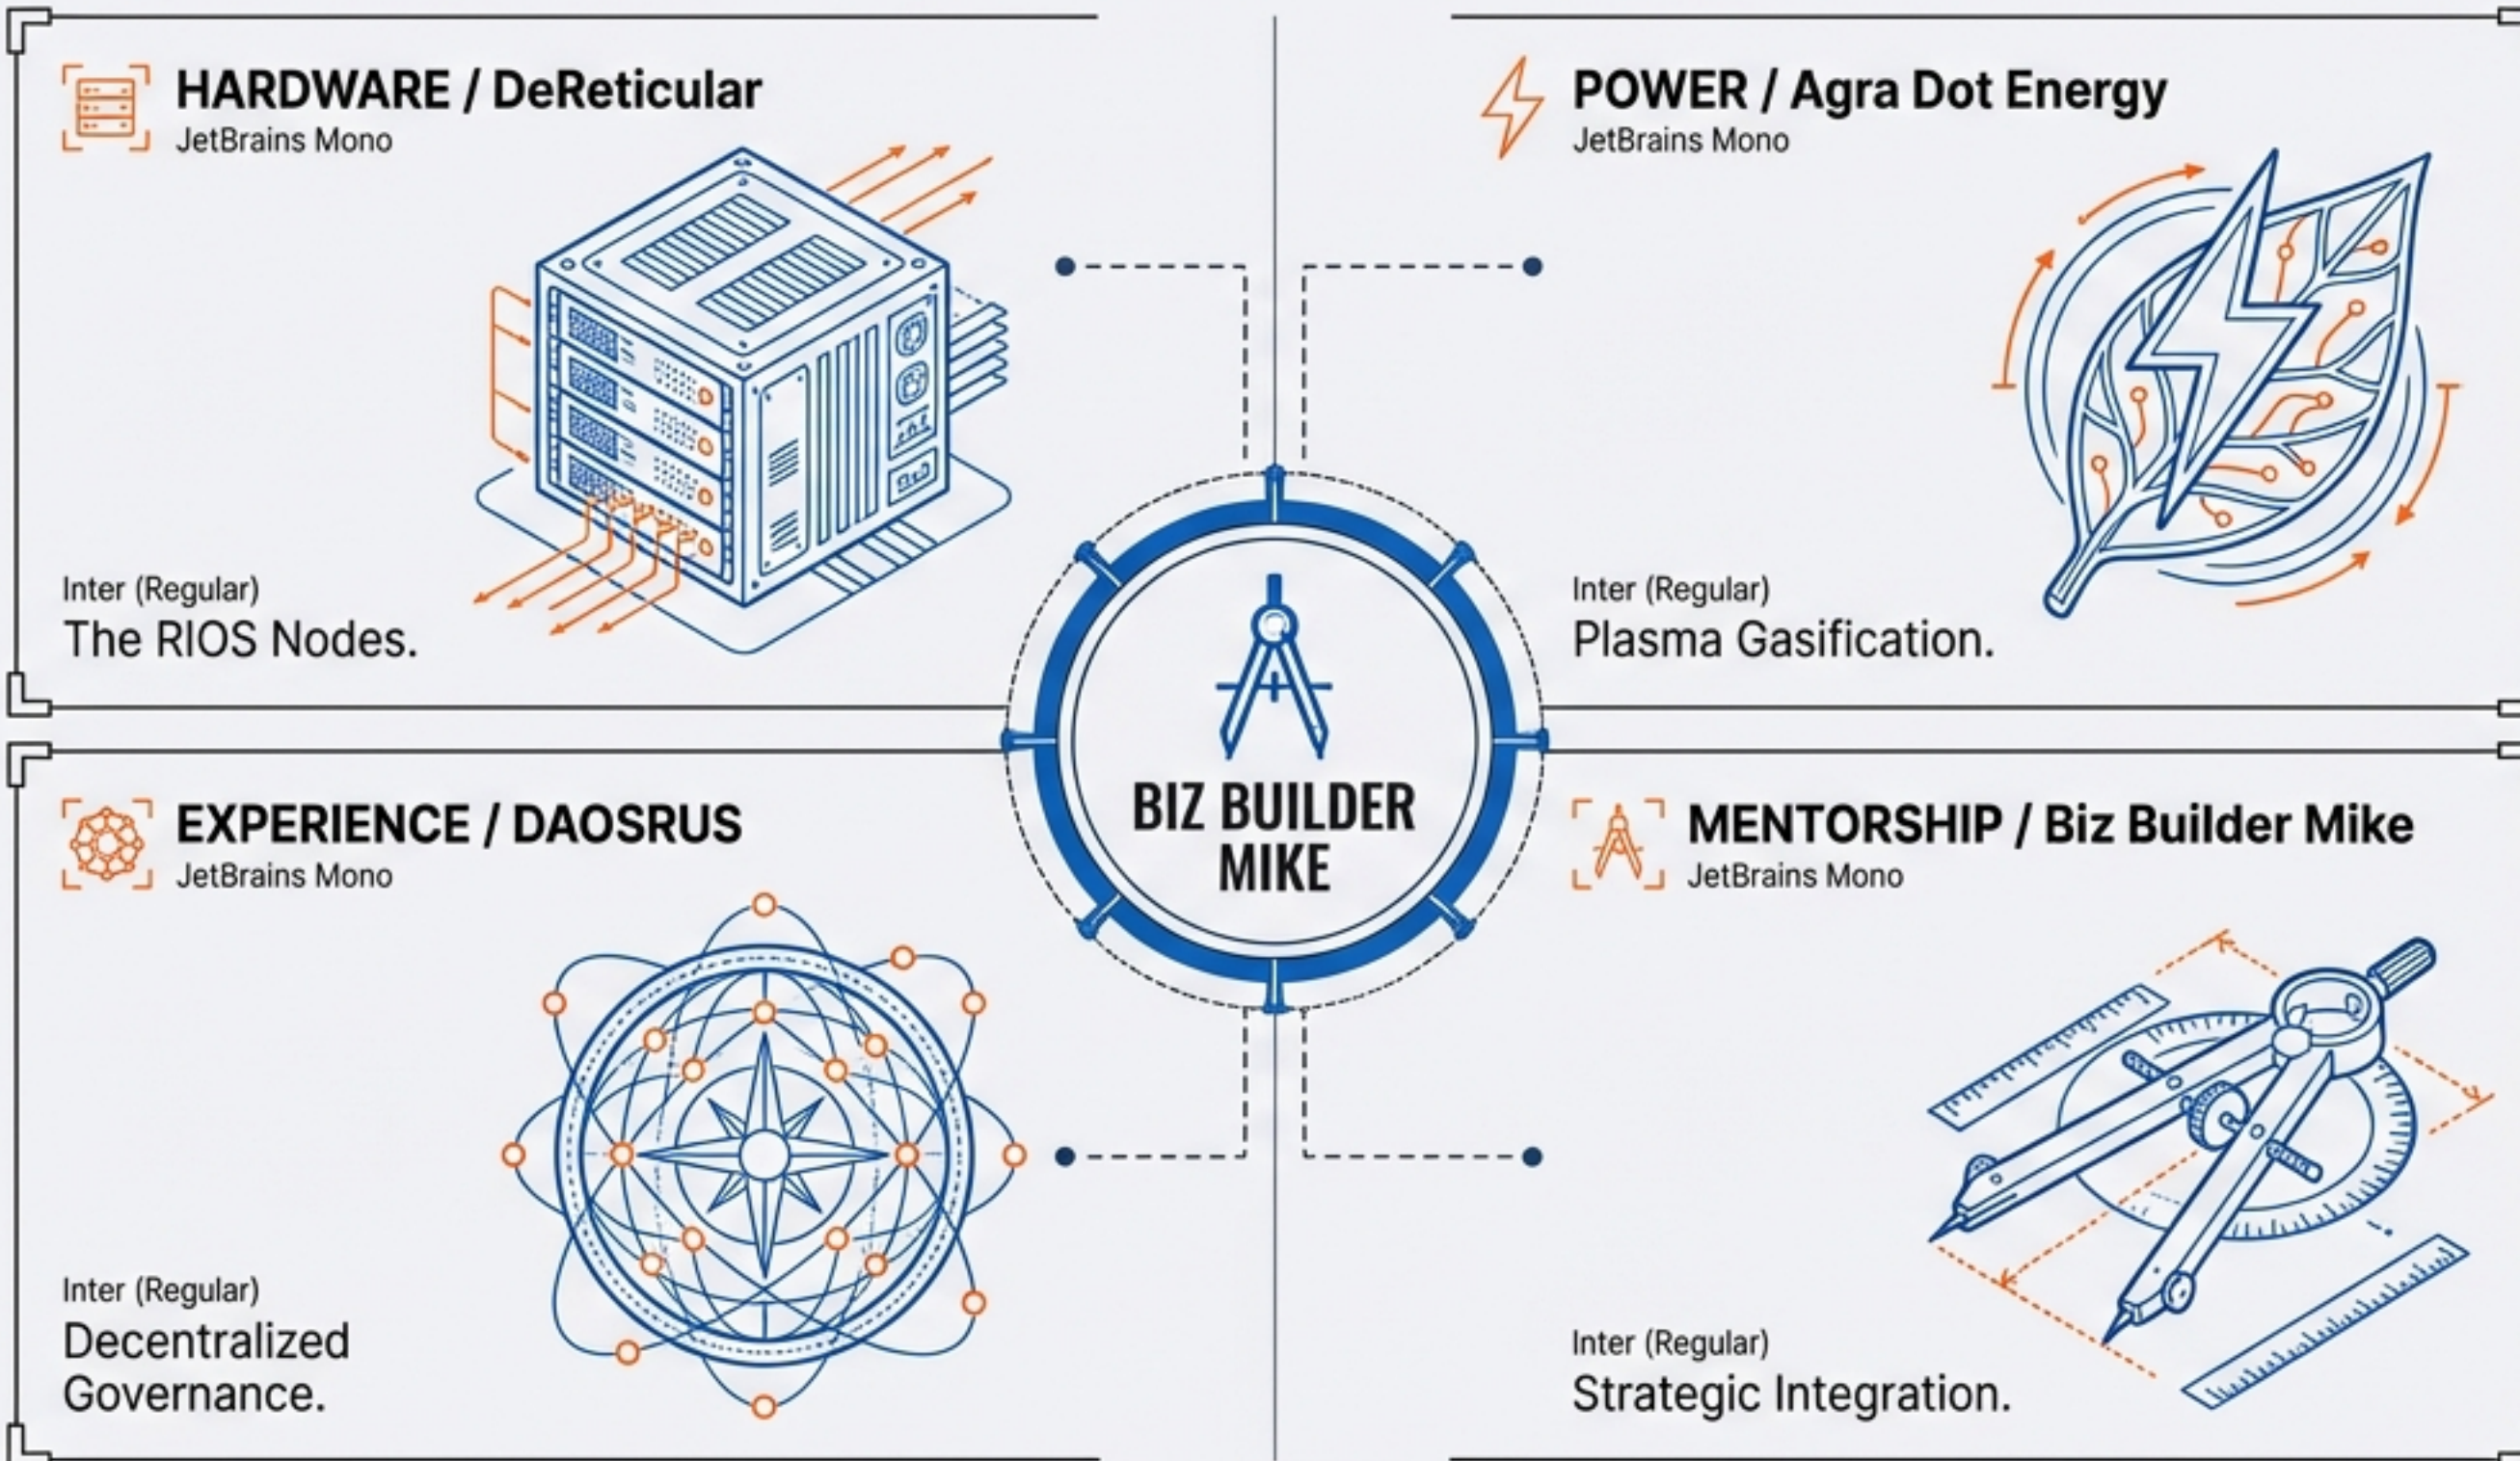 HARDWARE / DeReticular
JetBrains Mono
Inter (Regular)
The RIOS Nodes.
POWER / Agra Dot Energy
JetBrains Mono
Inter (Regular)
Plasma Gasification.
BIZ BUILDER
MIKE
EXPERIENCE / DAOSRUS
JetBrains Mono
Inter (Regular)
Decentralized
Governance.
MENTORSHIP / Biz Builder Mike
JetBrains Mono
Inter (Regular)
Strategic Integration.